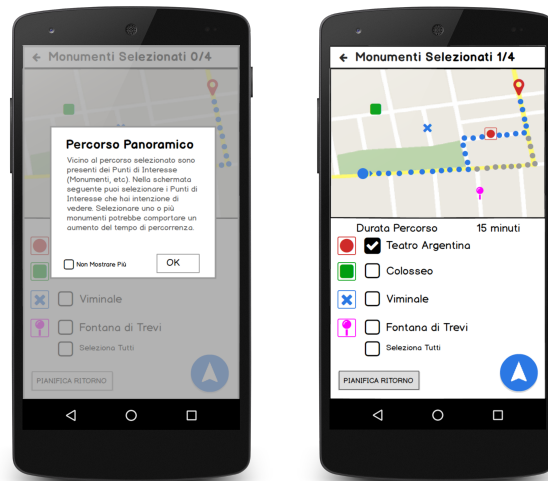 ← Monumenti Selezionati 0/4
Percorso Panoramico
Vicino al percorso selezionato sono
presenti dei Punti di Interesse
(Monumenti, etc). Nella schermata
seguente puoi selezionare i Punti di
Interesse che hai intenzione di
vedere. Selezionare uno o più
monumenti potrebbe comportare un
aumento del tempo di percorrenza.
Non Mostrare Più
OK
Viminale
Fontana di Trevi
Seleziona Tutti
PIANIFICA RITORNO
← Monumenti Selezionati 1/4
Durata Percorso 15 minuti
Teatro Argentina
Colosseo
Viminale
Fontana di Trevi
Seleziona Tutti
PIANIFICA RITORNO